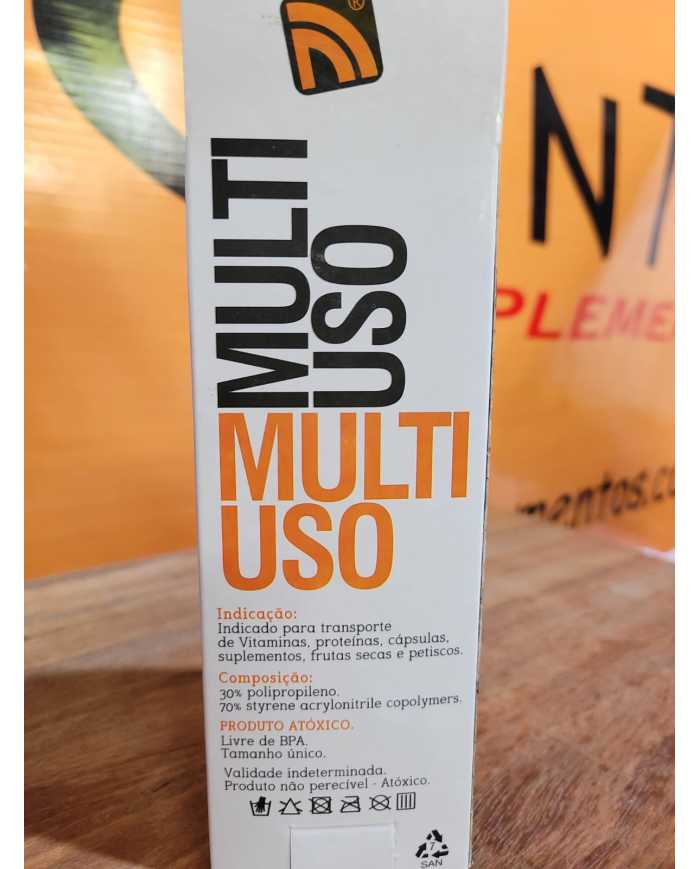 ®
MULTI
USO
MULTI
USO
Indicação:
Indicado para transporte
de Vitaminas, proteínas, cápsulas,
suplementos, frutas secas e petiscos.
Composição:
30% polipropileno.
70% styrene acrylonitrile copolymers.
PRODUTO ATÓXICO.
Livre de BPA.
Tamanho único.
Validade indeterminada.
Produto não perecível - Atóxico.
7
SAN
NT
PLEME
mentos.co